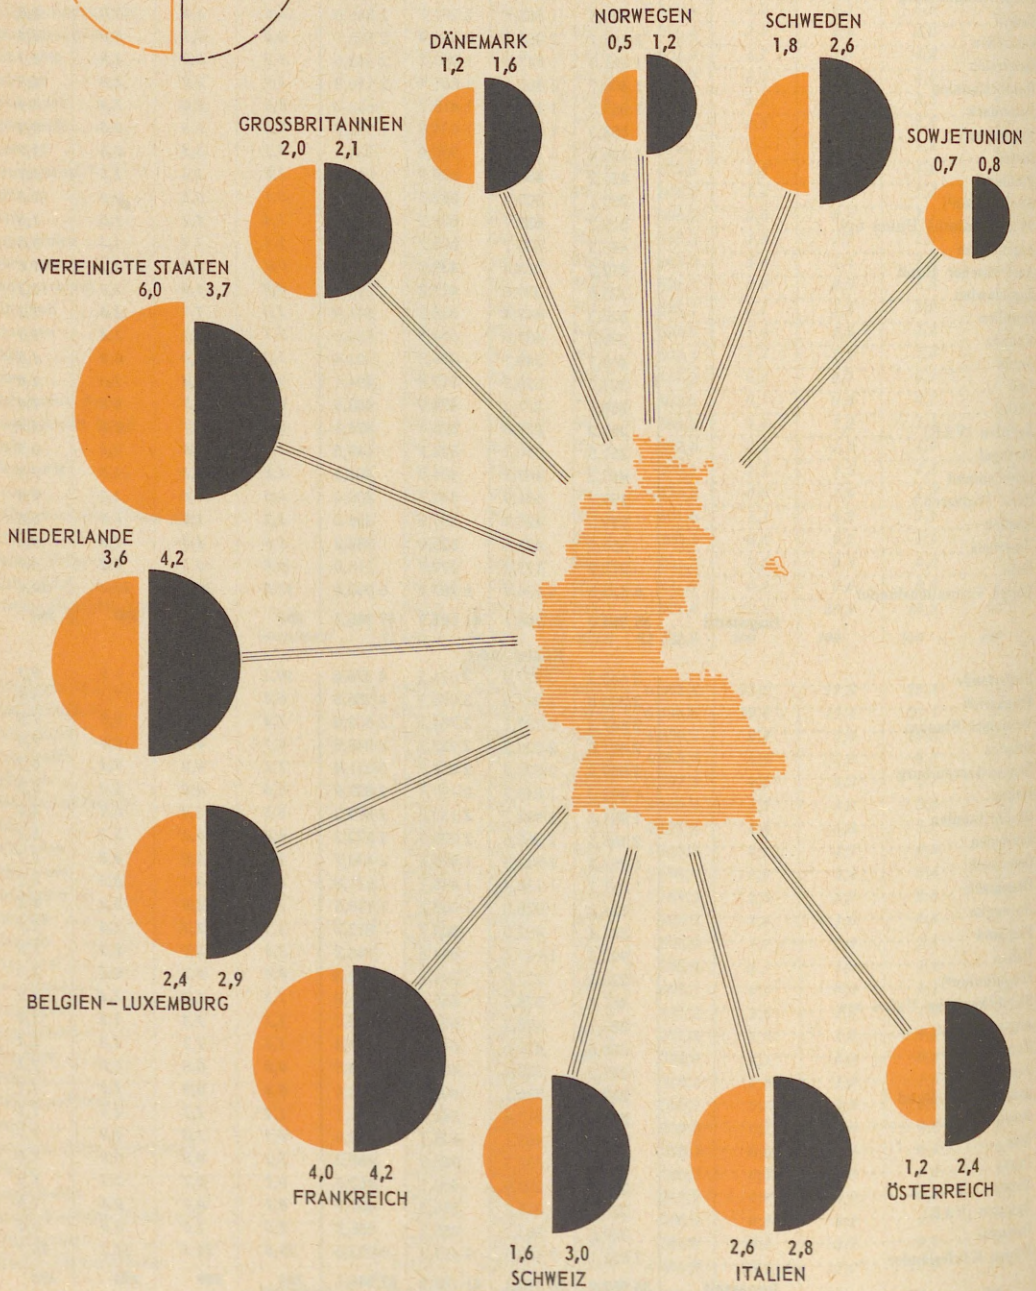 NORWEGEN
0,5 1,2
SCHWEDEN
1,8 2,6
DÄNEMARK
1,2 1,6
GROSSBRITANNIEN
2,0 2,1
SOWJETUNION
0,7 0,8
VEREINIGTE STAATEN
6,0 3,7
NIEDERLANDE
3,6 4,2
2,4 2,9
BELGIEN – LUXEMBURG
4,0 4,2
FRANKREICH
1,6 3,0
SCHWEIZ
2,6 2,8
ITALIEN
1,2 2,4
ÖSTERREICH